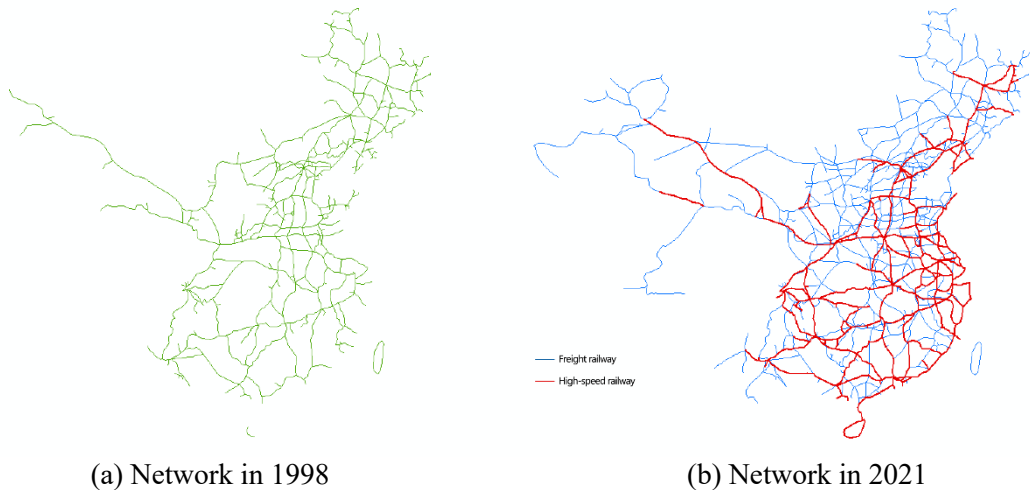 Freight railway
High-speed railway
(a) Network in 1998
(b) Network in 2021